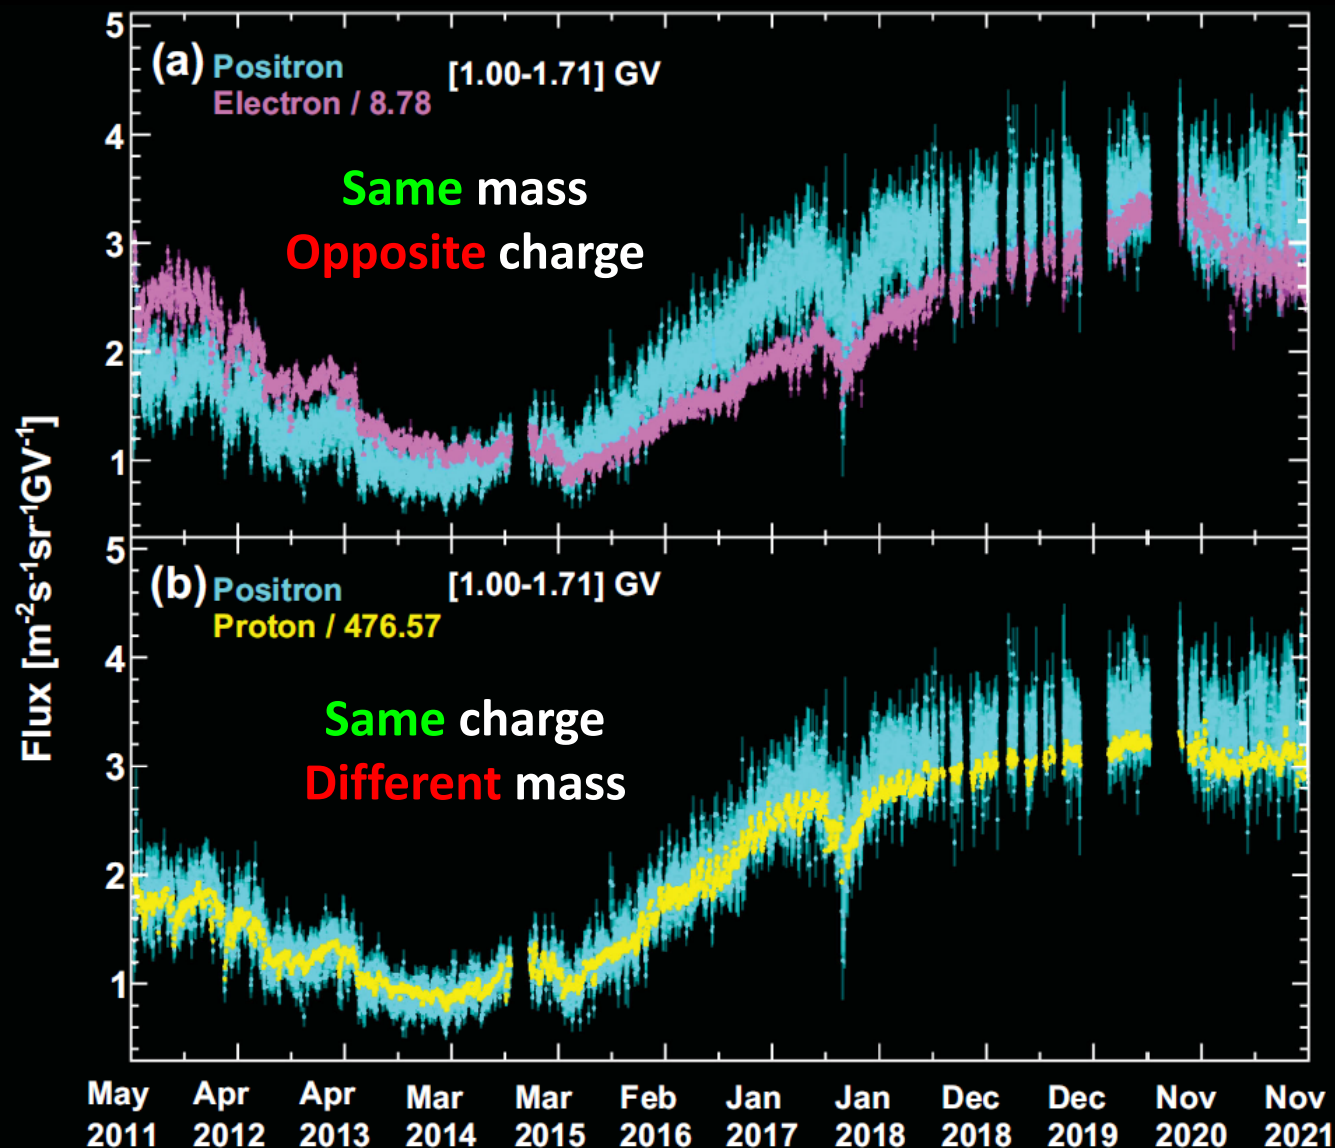 5
(a) Positron [1.00-1.71] GV
Electron / 8.78
4
Same mass
Opposite charge
3
2
1
Flux [m⁻²s⁻¹sr⁻¹GV⁻¹]
5
(b) Positron [1.00-1.71] GV
Proton / 476.57
4
Same charge
Different mass
3
2
1
May Apr Apr Mar Mar Feb Jan Jan Dec Dec Nov Nov
2011 2012 2013 2014 2015 2016 2017 2018 2018 2019 2020 2021